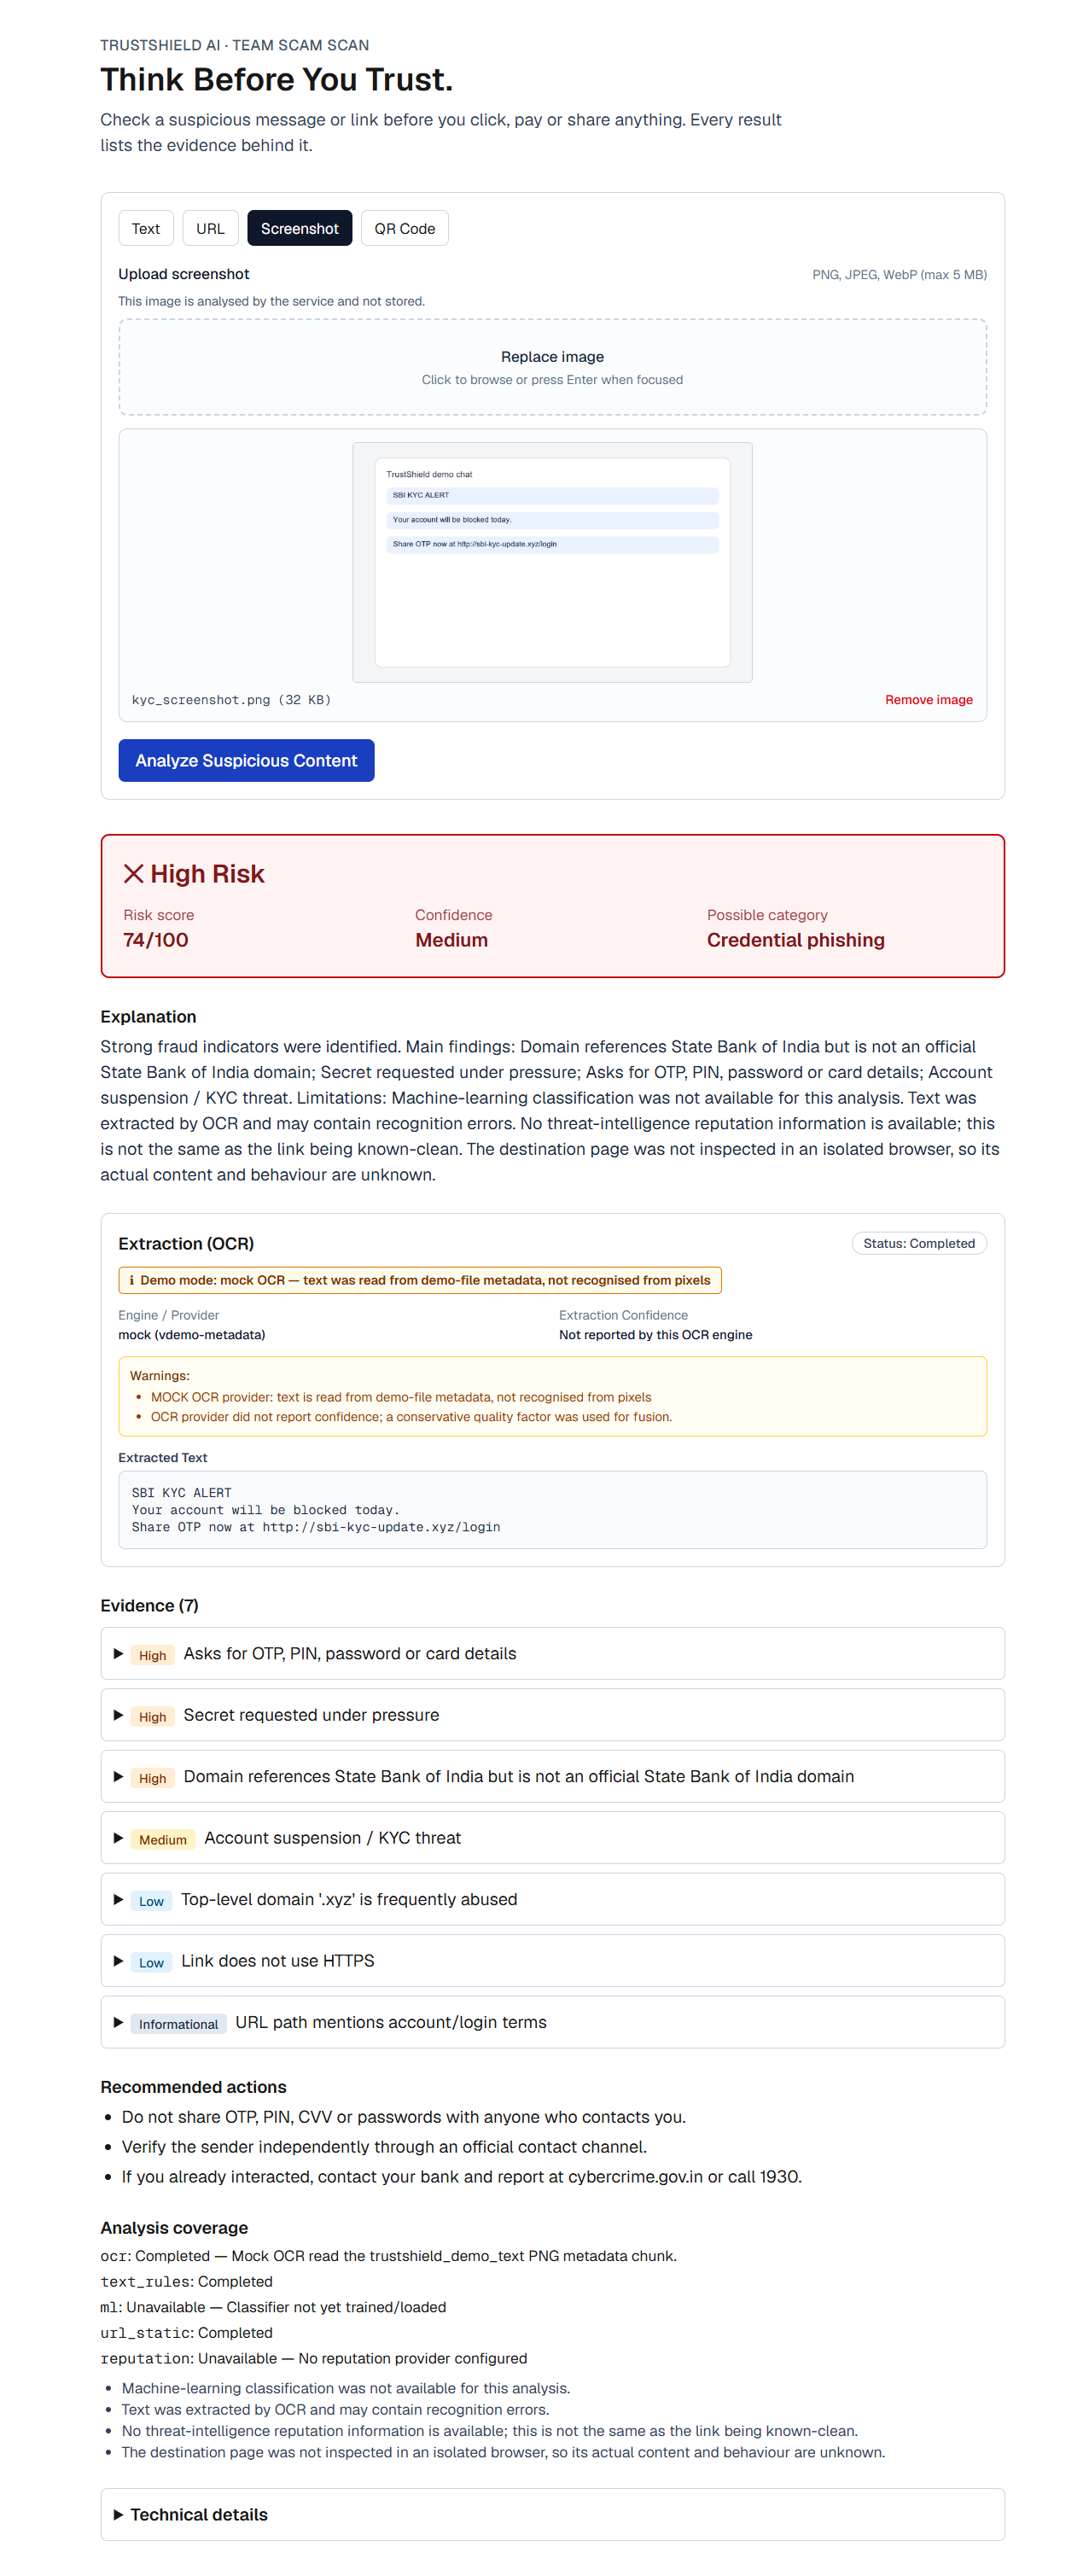 TRUSTSHIELD AI · TEAM SCAM SCAN
Think Before You Trust.
Check a suspicious message or link before you click, pay or share anything. Every result
lists the evidence behind it.
Text
URL
Screenshot
QR Code
Upload screenshot
PNG, JPEG, WebP (max 5 MB)
This image is analysed by the service and not stored.
Replace image
Click to browse or press Enter when focused
TrustShield demo chat
SBI KYC ALERT
Your account will be blocked today.
Share OTP now at http://sbi-kyc-update.xyz/login
kyc_screenshot.png (32 KB)
Remove image
Analyze Suspicious Content
High Risk
Risk score
74/100
Confidence
Medium
Possible category
Credential phishing
Explanation
Strong fraud indicators were identified. Main findings: Domain references State Bank of India but is not an official
State Bank of India domain; Secret requested under pressure; Asks for OTP, PIN, password or card details; Account
suspension / KYC threat. Limitations: Machine-learning classification was not available for this analysis. Text was
extracted by OCR and may contain recognition errors. No threat-intelligence reputation information is available; this
is not the same as the link being known-clean. The destination page was not inspected in an isolated browser, so its
actual content and behaviour are unknown.
Extraction (OCR)
Status: Completed
Demo mode: mock OCR — text was read from demo-file metadata, not recognised from pixels
Engine / Provider
mock (vdemo-metadata)
Extraction Confidence
Not reported by this OCR engine
Warnings:
• MOCK OCR provider: text is read from demo-file metadata, not recognised from pixels
• OCR provider did not report confidence; a conservative quality factor was used for fusion.
Extracted Text
SBI KYC ALERT
Your account will be blocked today.
Share OTP now at http://sbi-kyc-update.xyz/login
Evidence (7)
High Asks for OTP, PIN, password or card details
High Secret requested under pressure
High Domain references State Bank of India but is not an official State Bank of India domain
Medium Account suspension / KYC threat
Low Top-level domain '.xyz' is frequently abused
Low Link does not use HTTPS
Informational URL path mentions account/login terms
Recommended actions
• Do not share OTP, PIN, CVV or passwords with anyone who contacts you.
• Verify the sender independently through an official contact channel.
• If you already interacted, contact your bank and report at cybercrime.gov.in or call 1930.
Analysis coverage
ocr: Completed — Mock OCR read the trustshield_demo_text PNG metadata chunk.
text_rules: Completed
ml: Unavailable — Classifier not yet trained/loaded
url_static: Completed
reputation: Unavailable — No reputation provider configured
• Machine-learning classification was not available for this analysis.
• Text was extracted by OCR and may contain recognition errors.
• No threat-intelligence reputation information is available; this is not the same as the link being known-clean.
• The destination page was not inspected in an isolated browser, so its actual content and behaviour are unknown.
Technical details